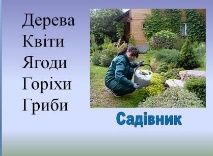 Дерева
Квіти
Ягоди
Горіхи
Гриби
Садівник